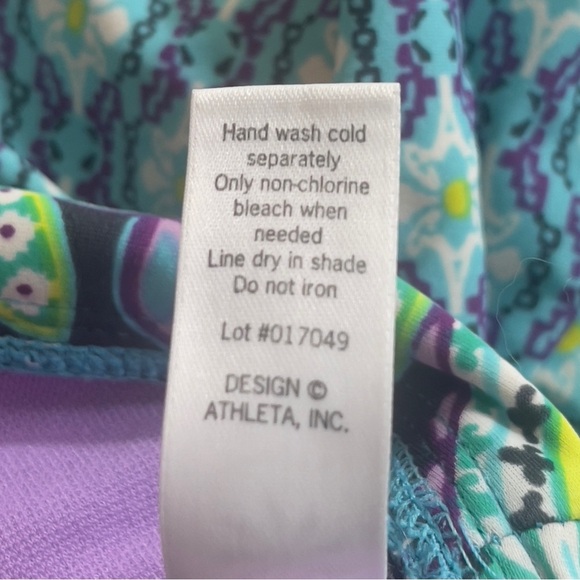 Hand wash cold
separately
Only non-chlorine
bleach when
needed
Line dry in shade
Do not iron
Lot #017049
DESIGN ©
ATHLETA, INC.